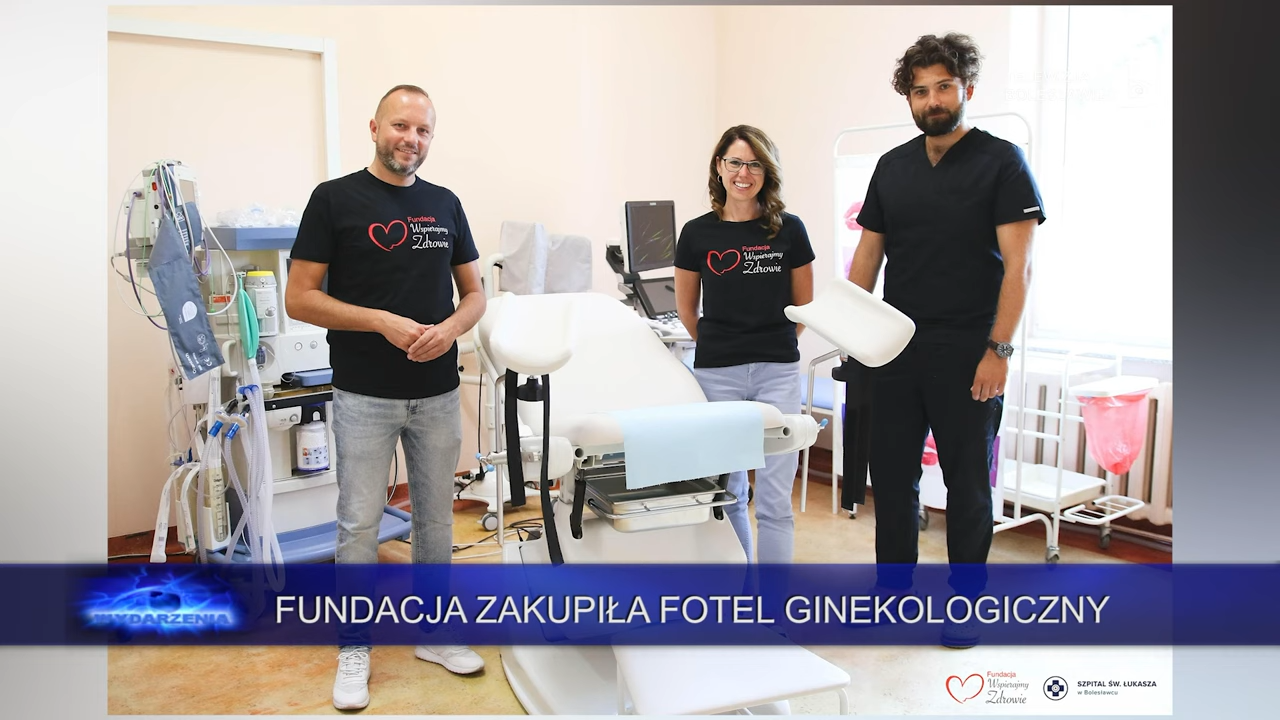 Fundacja
Wspierajmy
Zdrowie
Fundacja
Wspierajmy
Zdrowie
WYDARZENIA
FUNDACJA ZAKUPIŁA FOTEL GINEKOLOGICZNY
Fundacja
Wspierajmy
Zdrowie
SZPITAL ŚW. ŁUKASZA
w Bolesławcu